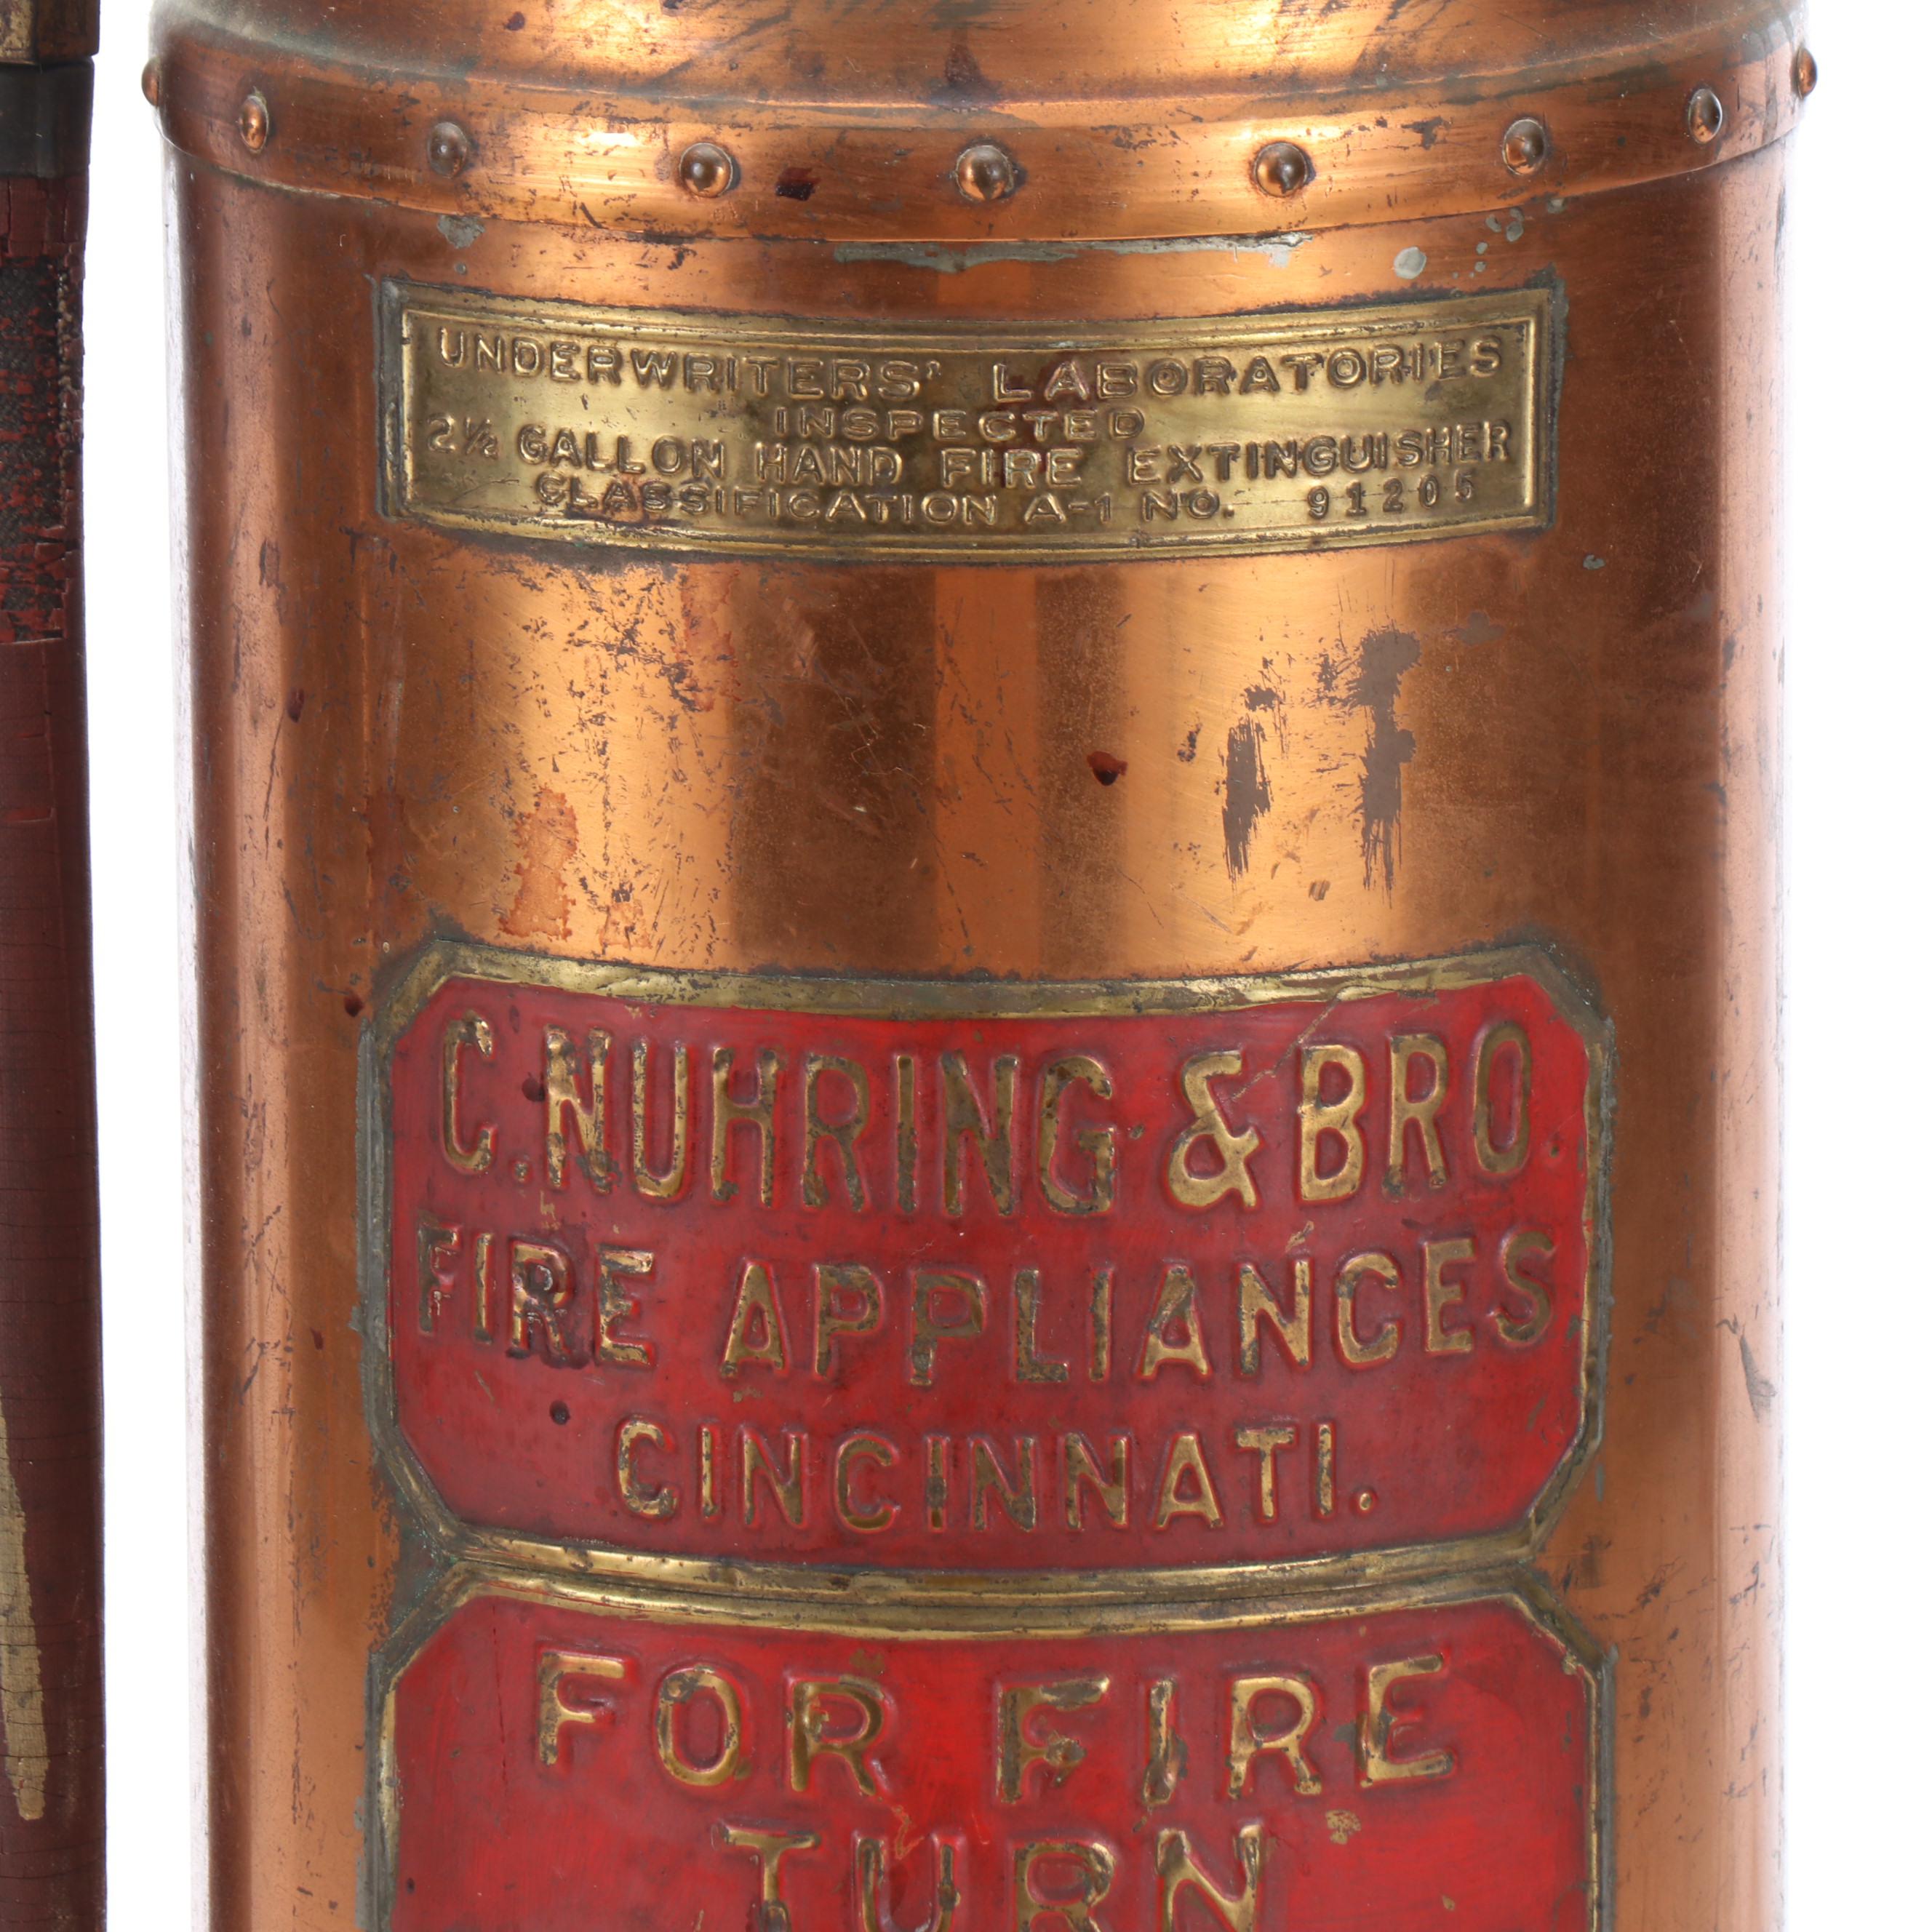 UNDERWRITERS' LABORATORIES
INSPECTED
2½ GALLON HAND FIRE EXTINGUISHER
CLASSIFICATION A-1 NO. 91205
C. NUHRING & BRO.
FIRE APPLIANCES
CINCINNATI.
FOR FIRE
TURN